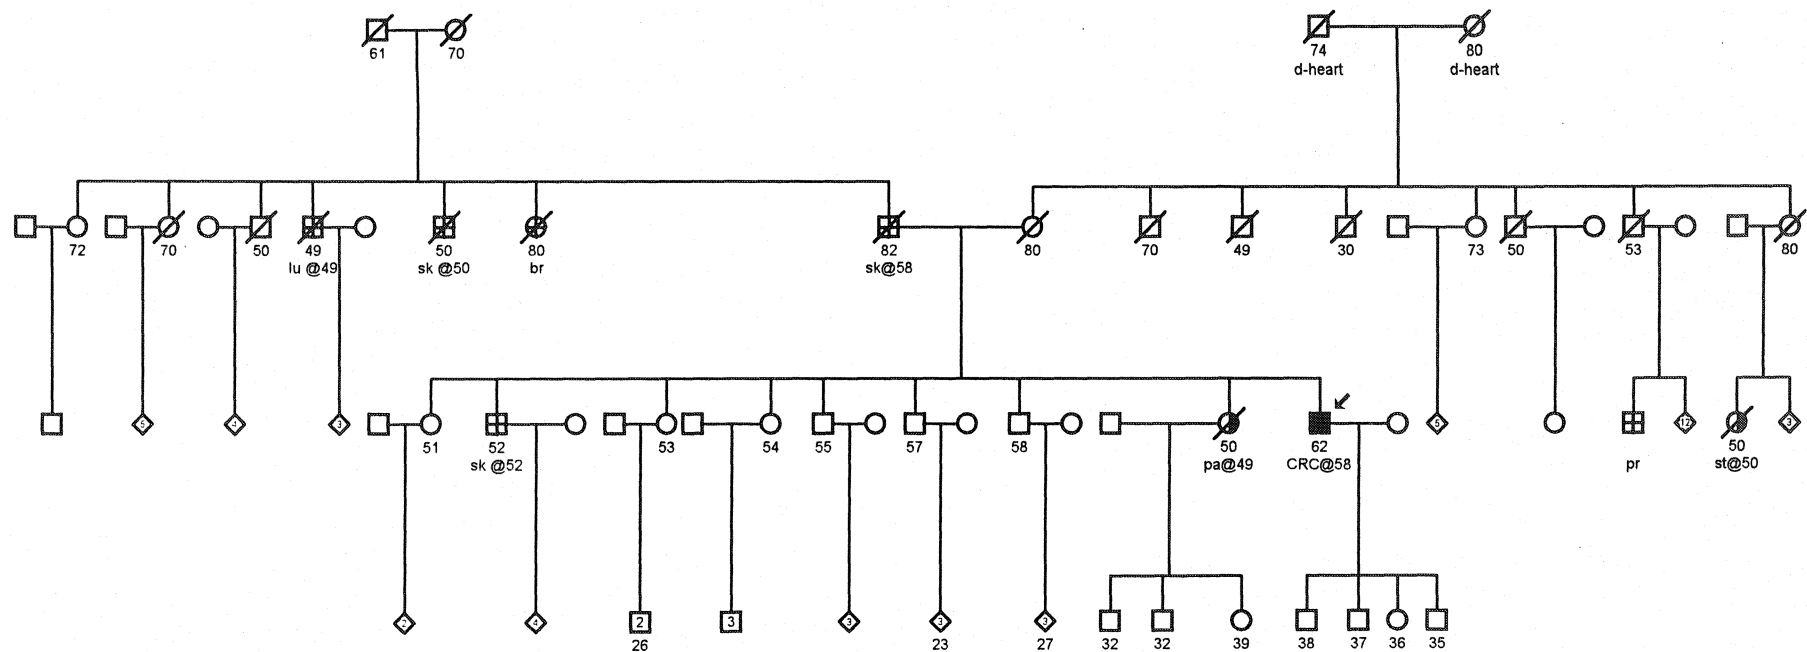 61 70 74 80
d-heart d-heart
72 70 50 49 50 80 82 80 70 49 30 73 50 53 80
lu @49 sk @50 br sk@58
5 4 3 5 12 3
51 52 53 54 55 57 58 50 62 pr 50
sk @52 pa@49 CRC@58 st@50
2 4 2 3 3 3 3
26 23 27 32 32 39 38 37 36 35